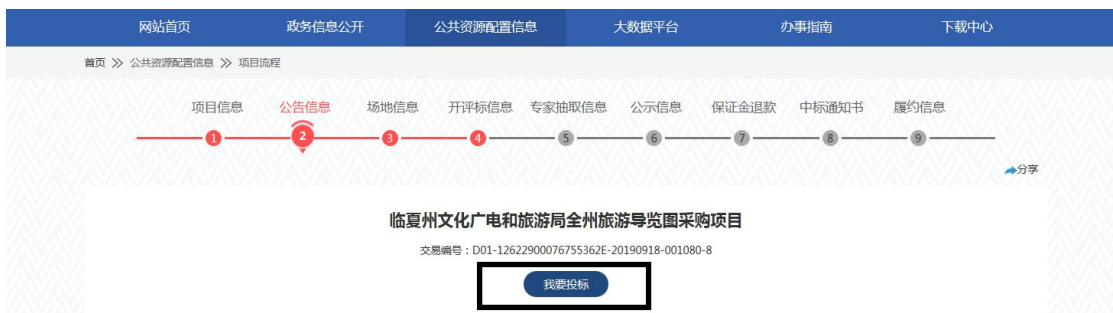 网站首页 政务信息公开 公共资源配置信息 大数据平台 办事指南 下载中心
首页 >> 公共资源配置信息 >> 项目流程
项目信息 公告信息 场地信息 开评标信息 专家抽取信息 公示信息 保证金退款 中标通知书 履约信息
1 2 3 4 5 6 7 8 9
分享
临夏州文化广电和旅游局全州旅游导览图采购项目
交易编号：D01-12622900076755362E-20190918-001080-8
我要投标